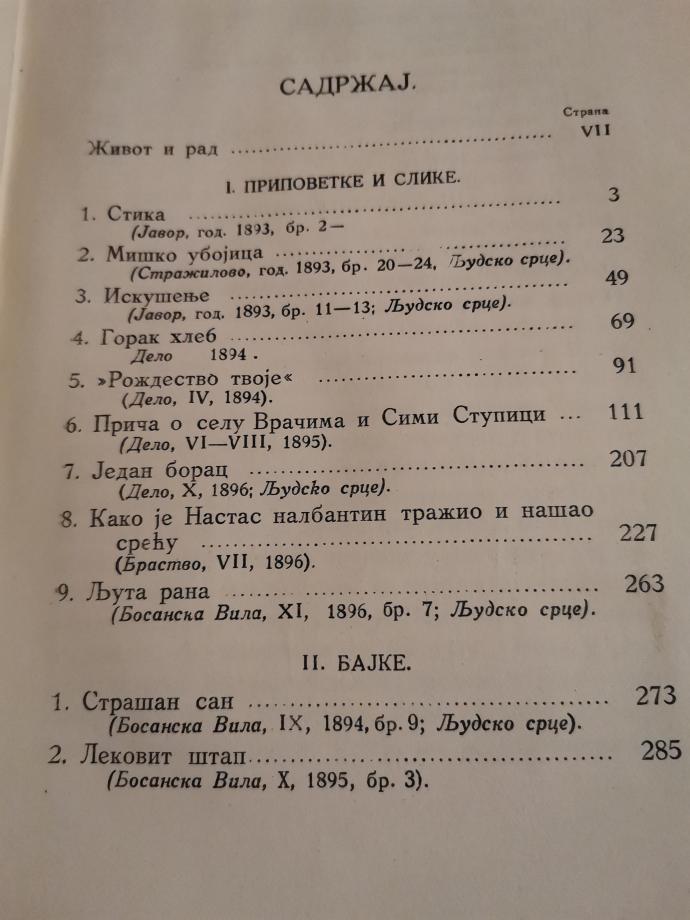 САДРЖАЈ.
Страна
Живот и рад ........................................ VII
I. ПРИПОВЕТКЕ И СЛИКЕ.
1. Стика ........................................ 3
(Јавор, год. 1893, бр. 2—
2. Мишко убојица ........................................ 23
(Стражилово, год. 1893, бр. 20—24, Људско срце).
3. Искушење ........................................ 49
(Јавор, год. 1893, бр. 11—13; Људско срце).
4. Горак хлеб ........................................ 69
Дело 1894 .
5. »Рождество твоје« ........................................ 91
(Дело, IV, 1894).
6. Прича о селу Врачима и Сими Ступици ... 111
(Дело, VI—VIII, 1895).
7. Један борац ........................................ 207
(Дело, X, 1896; Људско срце).
8. Како је Настас налбантин тражио и нашао
срећу ........................................ 227
(Браство, VII, 1896).
9. Љута рана ........................................ 263
(Босанска Вила, XI, 1896, бр. 7; Људско срце).
II. БАЈКЕ.
1. Страшан сан ........................................ 273
(Босанска Вила, IX, 1894, бр. 9; Људско срце).
2. Лековит штап ........................................ 285
(Босанска Вила, X, 1895, бр. 3).